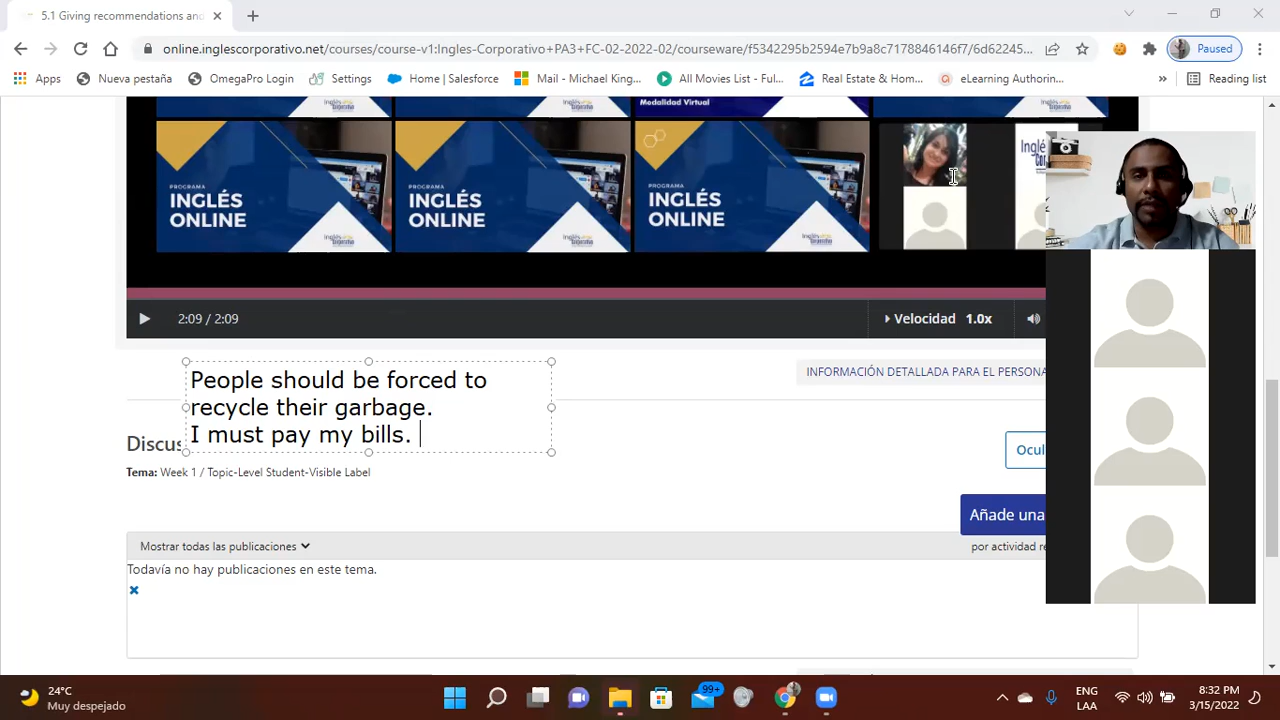 5.1 Giving recommendations and
online.inglescorporativo.net/courses/course-v1:Ingles-Corporativo+PA3+FC-02-2022-02/courseware/f5342295b2594e7b9a8c7178846146f7/6d62245...
Paused
Apps
Nueva pestaña
OmegaPro Login
Settings
Home | Salesforce
Mail - Michael King...
All Movies List - Ful...
Real Estate & Hom...
eLearning Authorin...
»
Reading list
Modalidad Virtual
PROGRAMA
INGLÉS
ONLINE
PROGRAMA
INGLÉS
ONLINE
PROGRAMA
INGLÉS
ONLINE
2:09 / 2:09
Velocidad 1.0x
INFORMACIÓN DETALLADA PARA EL PERSONA
People should be forced to
recycle their garbage.
I must pay my bills.
Discus
Ocul
Tema: Week 1 / Topic-Level Student-Visible Label
Añade una
Mostrar todas las publicaciones
por actividad re
Todavía no hay publicaciones en este tema.
24°C
Muy despejado
99+
ENG
LAA
8:32 PM
3/15/2022